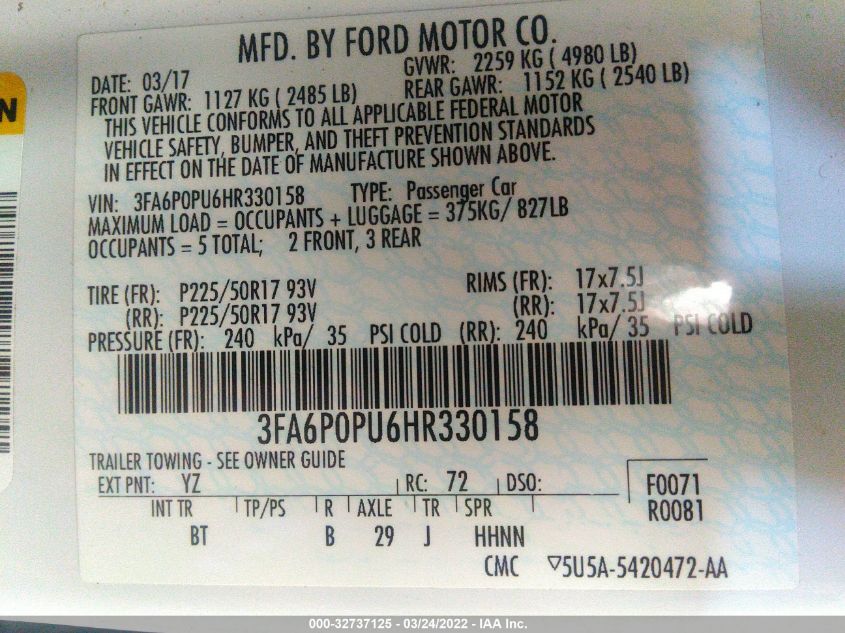 MFD. BY FORD MOTOR CO.
DATE: 03/17 GVWR: 2259 KG ( 4980 LB)
FRONT GAWR: 1127 KG ( 2485 LB) REAR GAWR: 1152 KG ( 2540 LB)
THIS VEHICLE CONFORMS TO ALL APPLICABLE FEDERAL MOTOR
VEHICLE SAFETY, BUMPER, AND THEFT PREVENTION STANDARDS
IN EFFECT ON THE DATE OF MANUFACTURE SHOWN ABOVE.
VIN: 3FA6P0PU6HR330158 TYPE: Passenger Car
MAXIMUM LOAD = OCCUPANTS + LUGGAGE = 375KG/ 827LB
OCCUPANTS = 5 TOTAL; 2 FRONT, 3 REAR
TIRE (FR): P225/50R17 93V RIMS (FR): 17x7.5J
(RR): P225/50R17 93V (RR): 17x7.5J
PRESSURE (FR): 240 kPa/ 35 PSI COLD (RR): 240 kPa/ 35 PSI COLD
3FA6P0PU6HR330158
TRAILER TOWING - SEE OWNER GUIDE
EXT PNT: YZ RC: 72 DSO: F0071
INT TR TP/PS R AXLE TR SPR R0081
BT B 29 J HHNN
CMC ▽5U5A-5420472-AA
N
000-32737125 - 03/24/2022 - IAA Inc.